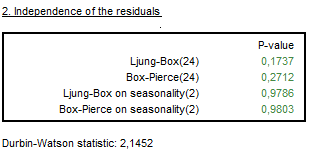 2. Independence of the residuals
P-value
Ljung-Box(24) 0,1737
Box-Pierce(24) 0,2712
Ljung-Box on seasonality(2) 0,9786
Box-Pierce on seasonality(2) 0,9803
Durbin-Watson statistic: 2,1452